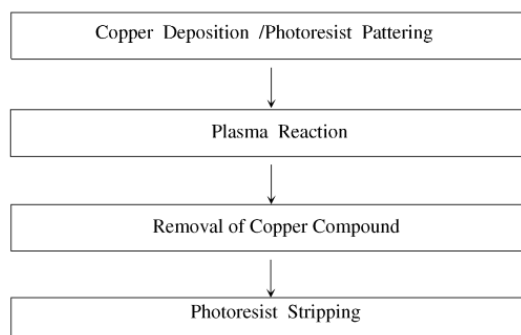 Copper Deposition /Photoresist Pattering
Plasma Reaction
Removal of Copper Compound
Photoresist Stripping